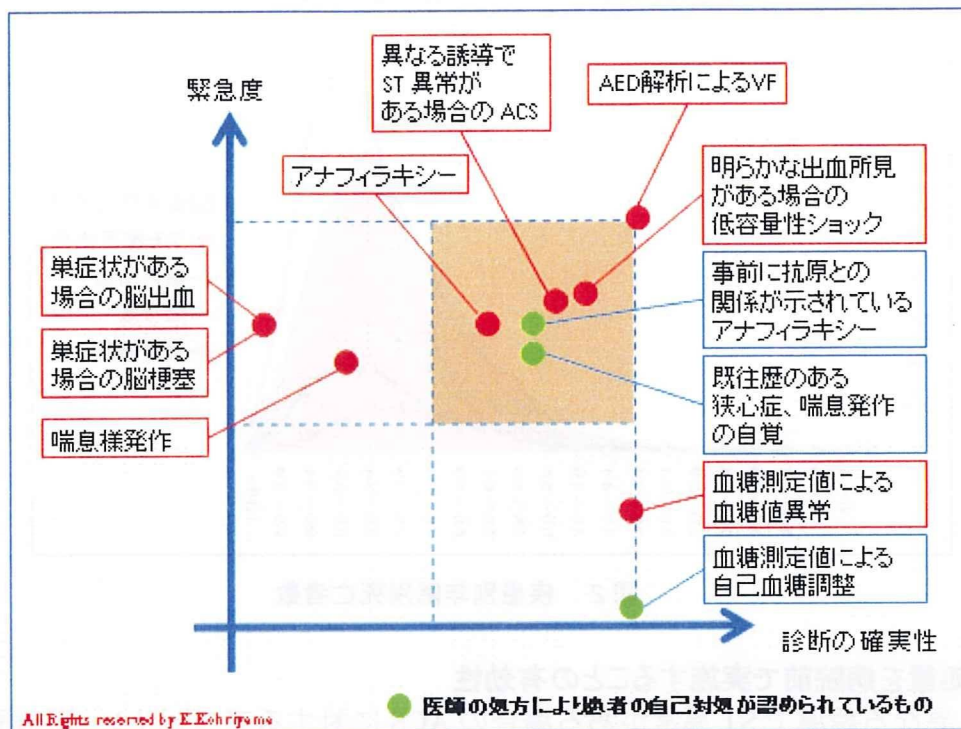 緊急度
異なる誘導で
ST 異常が
ある場合の ACS
AED解析によるVF
アナフィラキシー
明らかな出血所見
がある場合の
低容量性ショック
巣症状がある
場合の脳出血
事前に抗原との
関係が示されている
アナフィラキシー
巣症状がある
場合の脳梗塞
既往歴のある
狭心症、喘息発作
の自覚
喘息様発作
血糖測定値による
血糖値異常
血糖測定値による
自己血糖調整
診断の確実性
医師の処方により患者の自己対処が認められているもの
All Rights reserved by K.Kohriyama